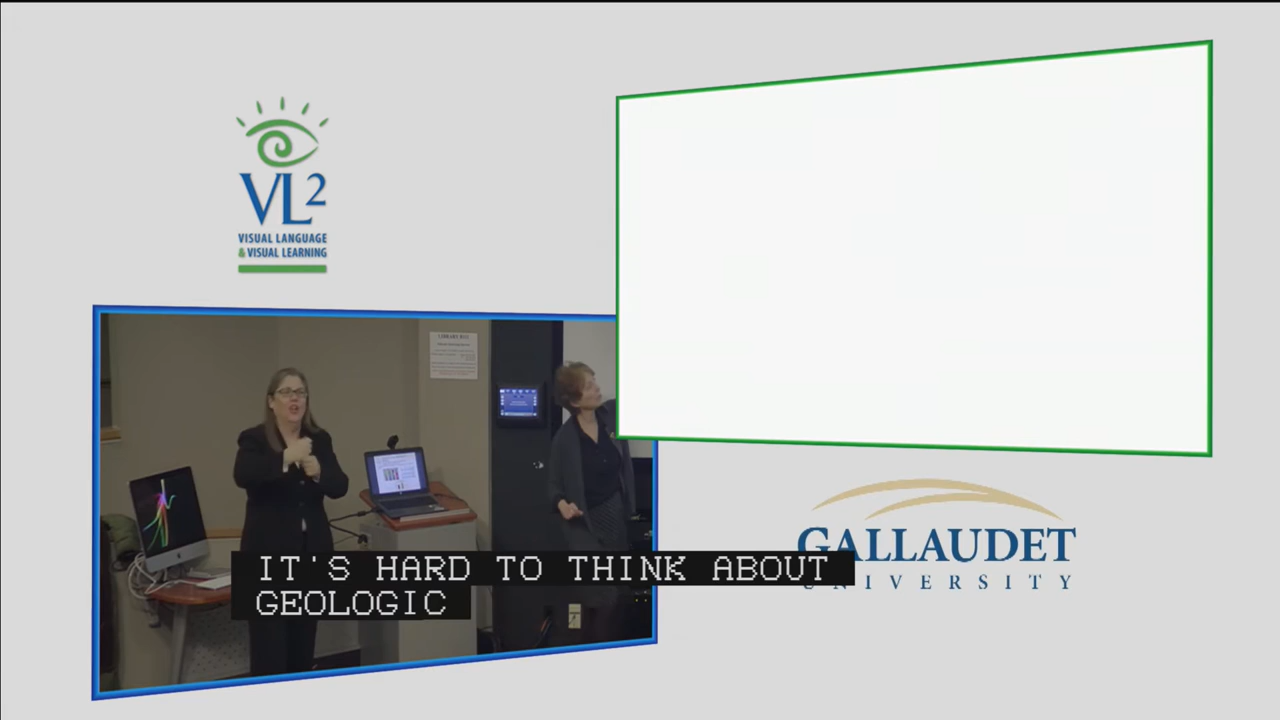 VL2
VISUAL LANGUAGE
& VISUAL LEARNING
GALLAUDET
UNIVERSITY
IT'S HARD TO THINK ABOUT
GEOLOGIC